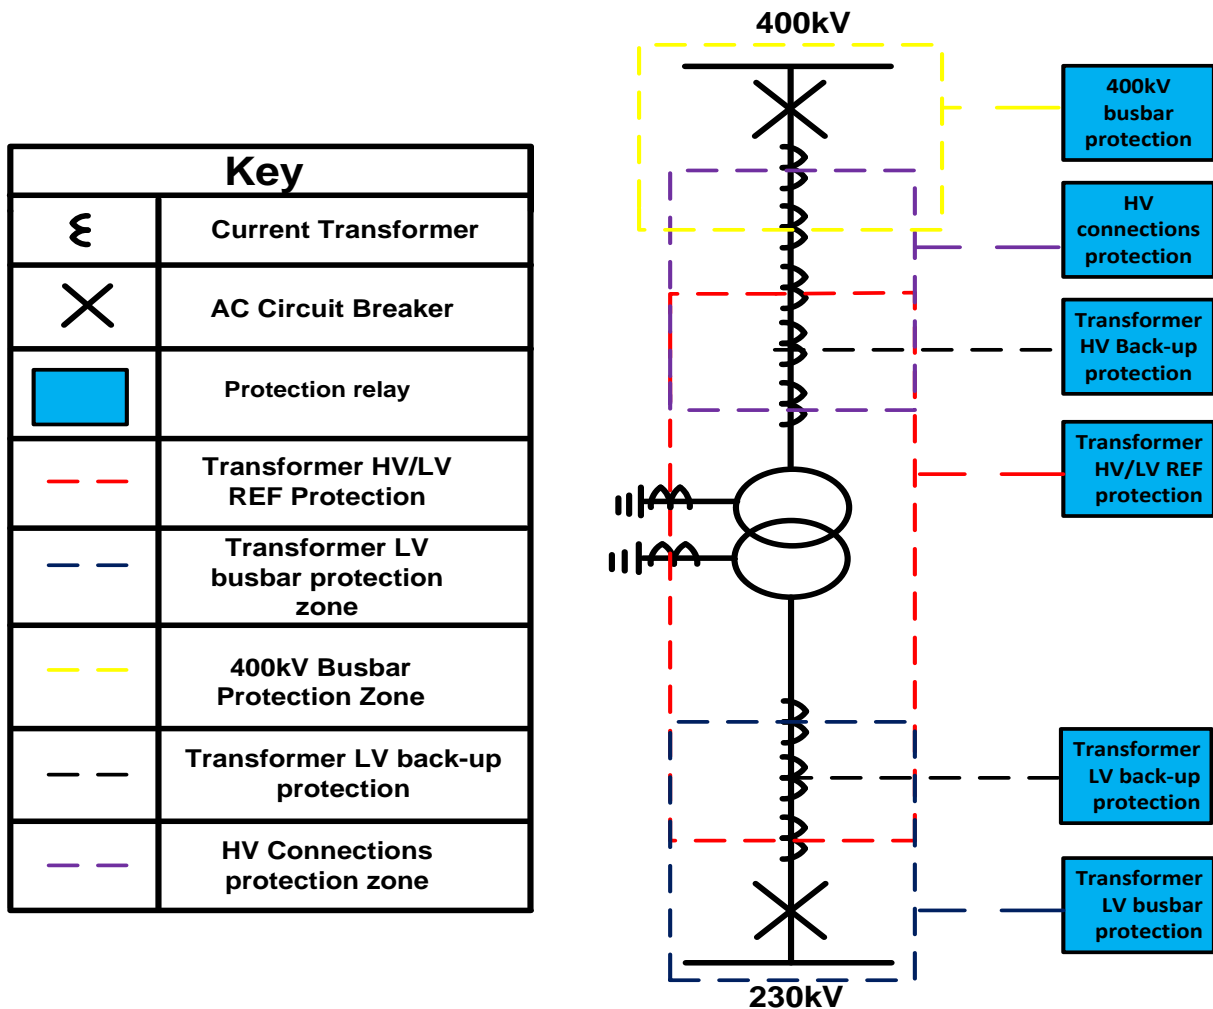 400kV
400kV
busbar
protection
Key
HV
connections
protection
Current Transformer
AC Circuit Breaker
Transformer
HV Back-up
protection
Protection relay
Transformer HV/LV
REF Protection
Transformer
HV/LV REF
protection
Transformer LV
busbar protection
zone
400kV Busbar
Protection Zone
Transformer LV back-up
protection
Transformer
LV back-up
protection
HV Connections
protection zone
Transformer
LV busbar
protection
230kV